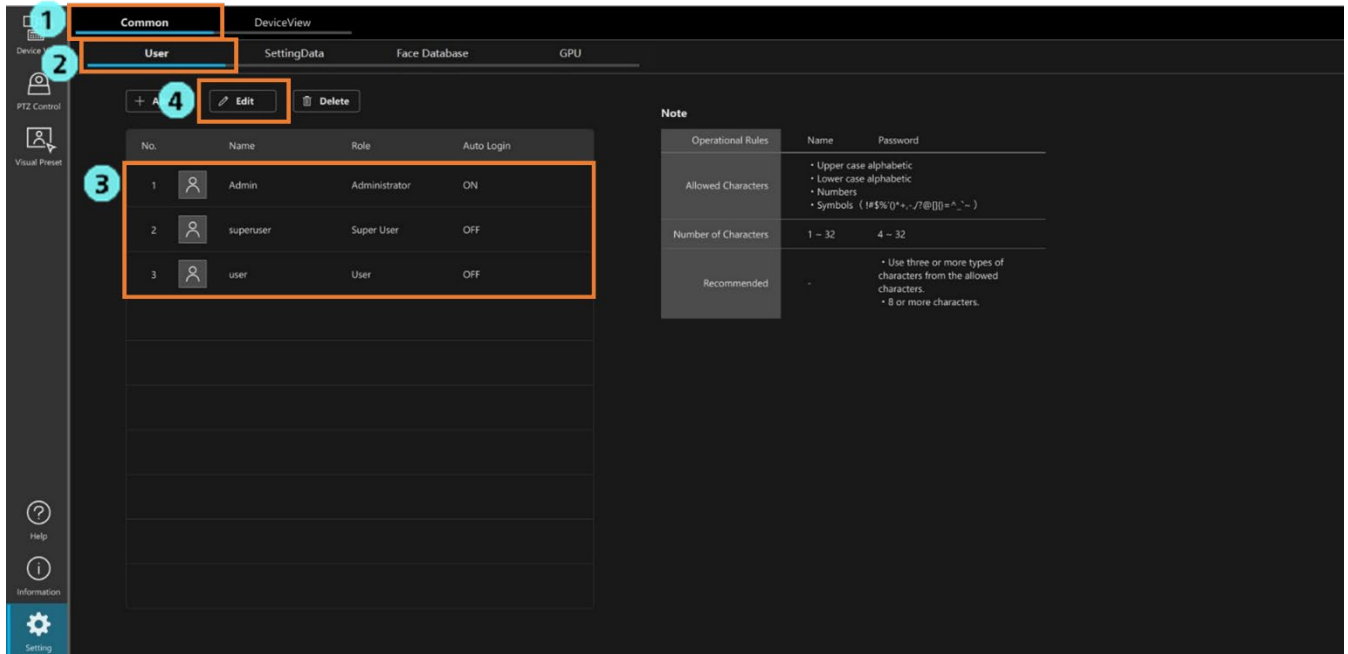 1
Common
DeviceView
Device
2
User
SettingData
Face Database
GPU
PTZ Control
Visual Preset
+ A
4
Edit
Delete
No.
Name
Role
Auto Login
3
1
Admin
Administrator
ON
2
superuser
Super User
OFF
3
user
User
OFF
Note
Operational Rules
Name
Password
Allowed Characters
・Upper case alphabetic
・Lower case alphabetic
・Numbers
・Symbols（ !#$%'()*+,-./?@[]{}=^_`~ ）
Number of Characters
1 ~ 32
4 ~ 32
Recommended
-
・Use three or more types of
characters from the allowed
characters.
・8 or more characters.
Help
Information
Setting